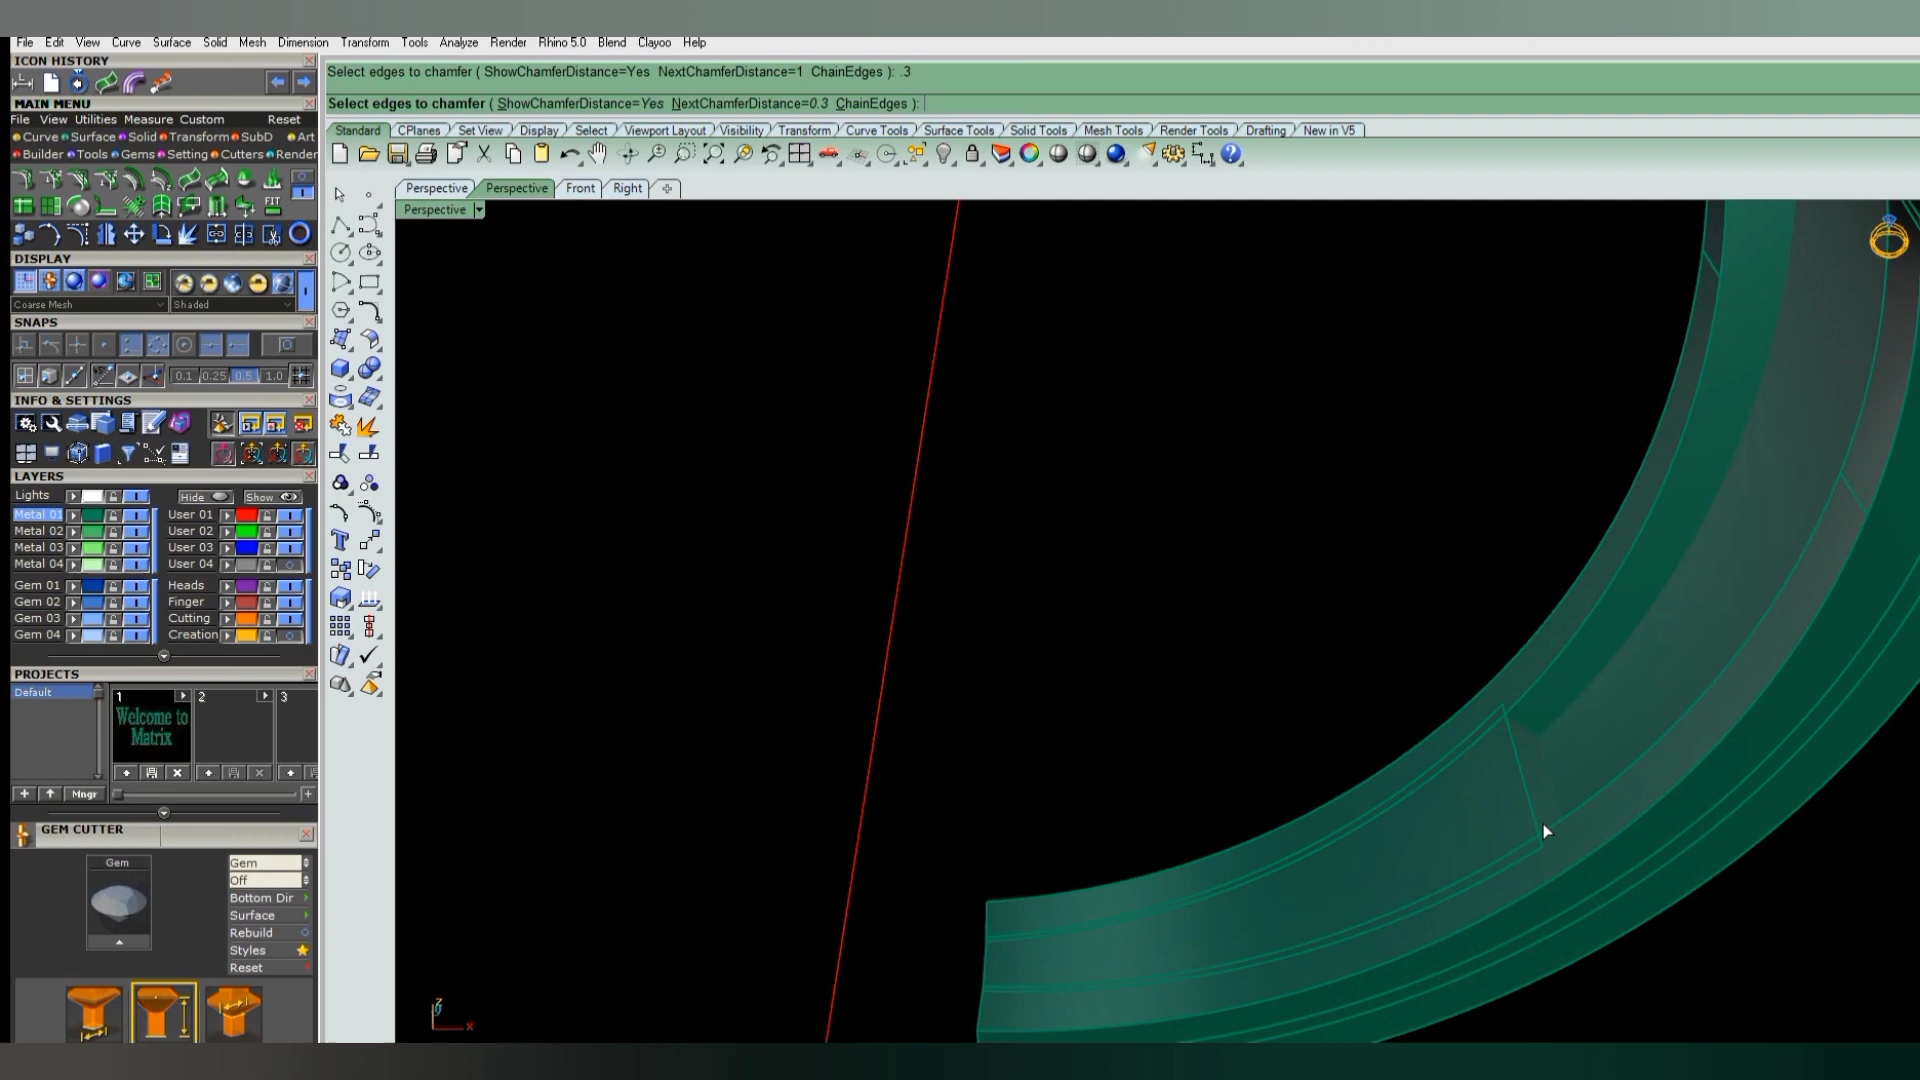 File Edit View Curve Surface Solid Mesh Dimension Transform Tools Analyze Render Rhino 5.0 Blend Clayoo Help
ICON HISTORY
Select edges to chamfer ( ShowChamferDistance=Yes NextChamferDistance=1 ChainEdges ): .3
Select edges to chamfer ( ShowChamferDistance=Yes NextChamferDistance=0.3 ChainEdges ):
MAIN MENU
File View Utilities Measure Custom Reset
Curve Surface Solid Transform SubD Art
Builder Tools Gems Setting Cutters Render
Standard CPlanes Set View Display Select Viewport Layout Visibility Transform Curve Tools Surface Tools Solid Tools Mesh Tools Render Tools Drafting New in V5
Perspective Perspective Front Right
Perspective
FIT
DISPLAY
Coarse Mesh Shaded
SNAPS
0.1 0.25 0.5 1.0
INFO & SETTINGS
LAYERS
Lights Hide Show
Metal 01 User 01
Metal 02 User 02
Metal 03 User 03
Metal 04 User 04
Gem 01 Heads
Gem 02 Finger
Gem 03 Cutting
Gem 04 Creation
PROJECTS
Default 1 2 3
Welcome to
Matrix
Mngr
GEM CUTTER
Gem Gem
Off
Bottom Dir
Surface
Rebuild
Styles
Reset
z
x